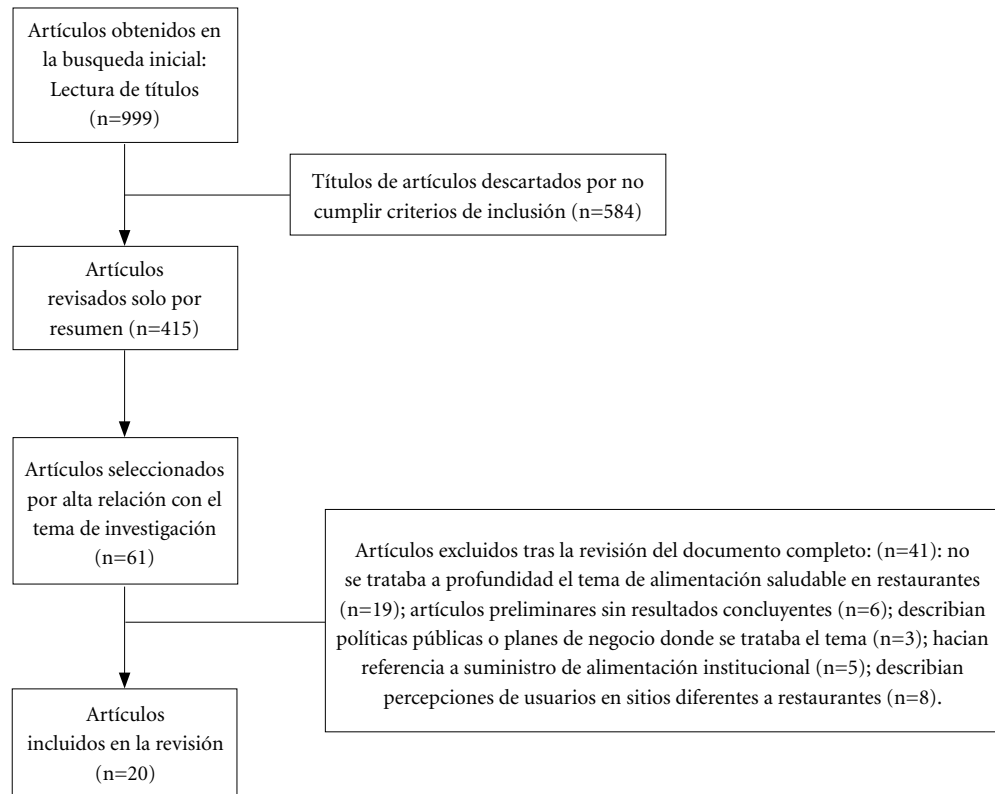 Artículos obtenidos en
la busqueda inicial:
Lectura de títulos
(n=999)
Títulos de artículos descartados por no
cumplir criterios de inclusión (n=584)
Artículos
revisados solo por
resumen (n=415)
Artículos seleccionados
por alta relación con el
tema de investigación
(n=61)
Artículos excluidos tras la revisión del documento completo: (n=41): no
se trataba a profundidad el tema de alimentación saludable en restaurantes
(n=19); artículos preliminares sin resultados concluyentes (n=6); describian
políticas públicas o planes de negocio donde se trataba el tema (n=3); hacian
referencia a suministro de alimentación institucional (n=5); describian
percepciones de usuarios en sitios diferentes a restaurantes (n=8).
Artículos
incluidos en la revisión
(n=20)